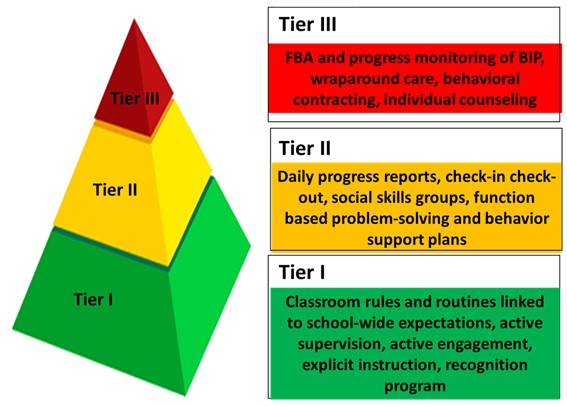 Tier III
Tier II
Tier I
Tier III
FBA and progress monitoring of BIP,
wraparound care, behavioral
contracting, individual counseling
Tier II
Daily progress reports, check-in check-
out, social skills groups, function
based problem-solving and behavior
support plans
Tier I
Classroom rules and routines linked
to school-wide expectations, active
supervision, active engagement,
explicit instruction, recognition
program